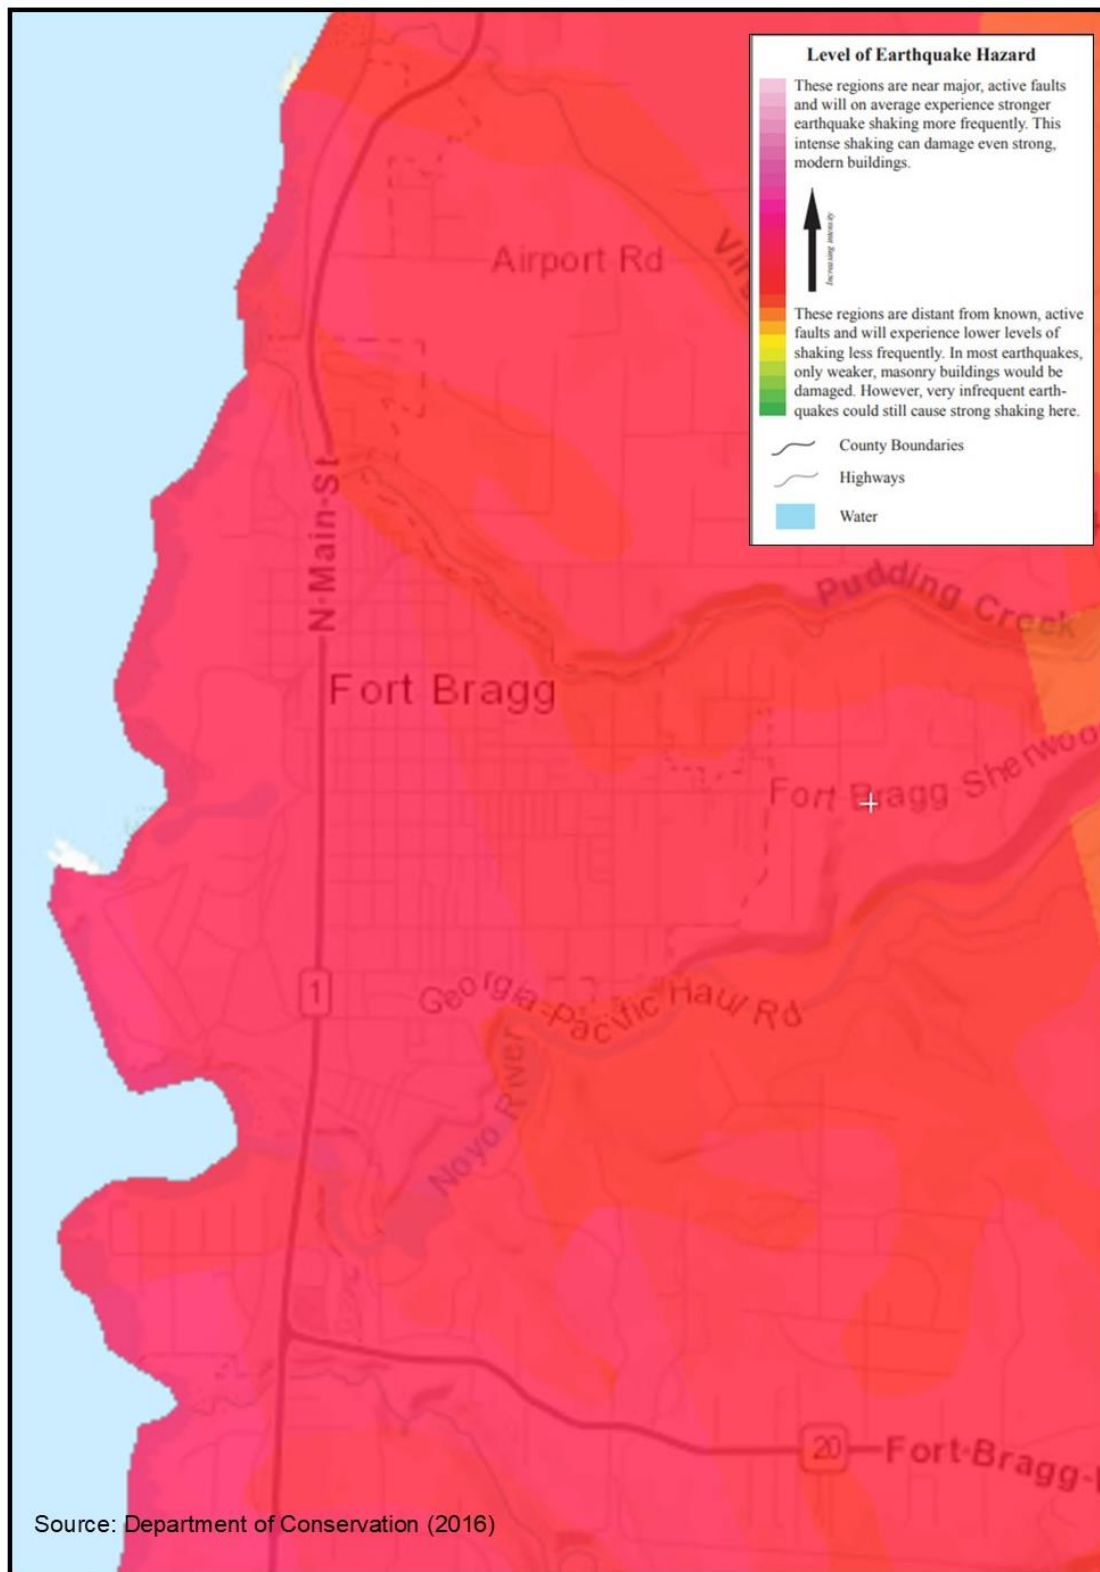 Level of Earthquake Hazard
These regions are near major, active faults
and will on average experience stronger
earthquake shaking more frequently. This
intense shaking can damage even strong,
modern buildings.
Increasing intensity
These regions are distant from known, active
faults and will experience lower levels of
shaking less frequently. In most earthquakes,
only weaker, masonry buildings would be
damaged. However, very infrequent earth-
quakes could still cause strong shaking here.
County Boundaries
Highways
Water
Airport Rd
N Main St
Pudding Creek
Fort Bragg
Fort Bragg Sherwoo
1
Georgia-Pacific Haul Rd
Noyo River
20
Fort-Bragg-
Source: Department of Conservation (2016)